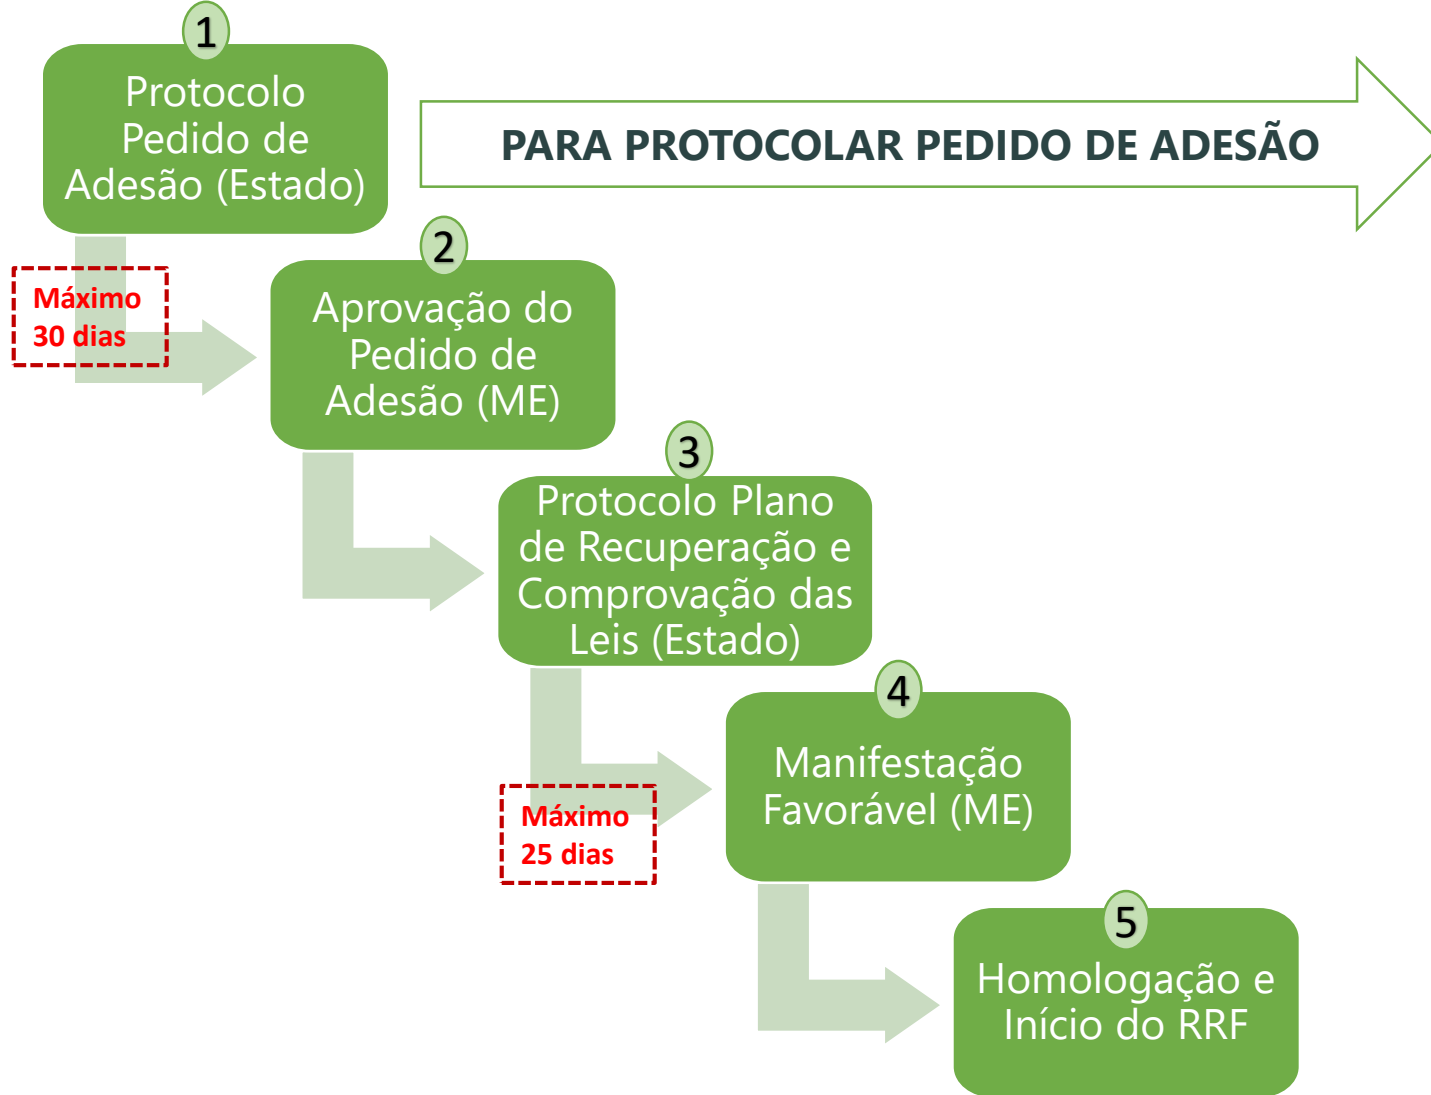 1
Protocolo
Pedido de
Adesão (Estado)
PARA PROTOCOLAR PEDIDO DE ADESÃO
Máximo
30 dias
2
Aprovação do
Pedido de
Adesão (ME)
3
Protocolo Plano
de Recuperação e
Comprovação das
Leis (Estado)
Máximo
25 dias
4
Manifestação
Favorável (ME)
5
Homologação e
Início do RRF